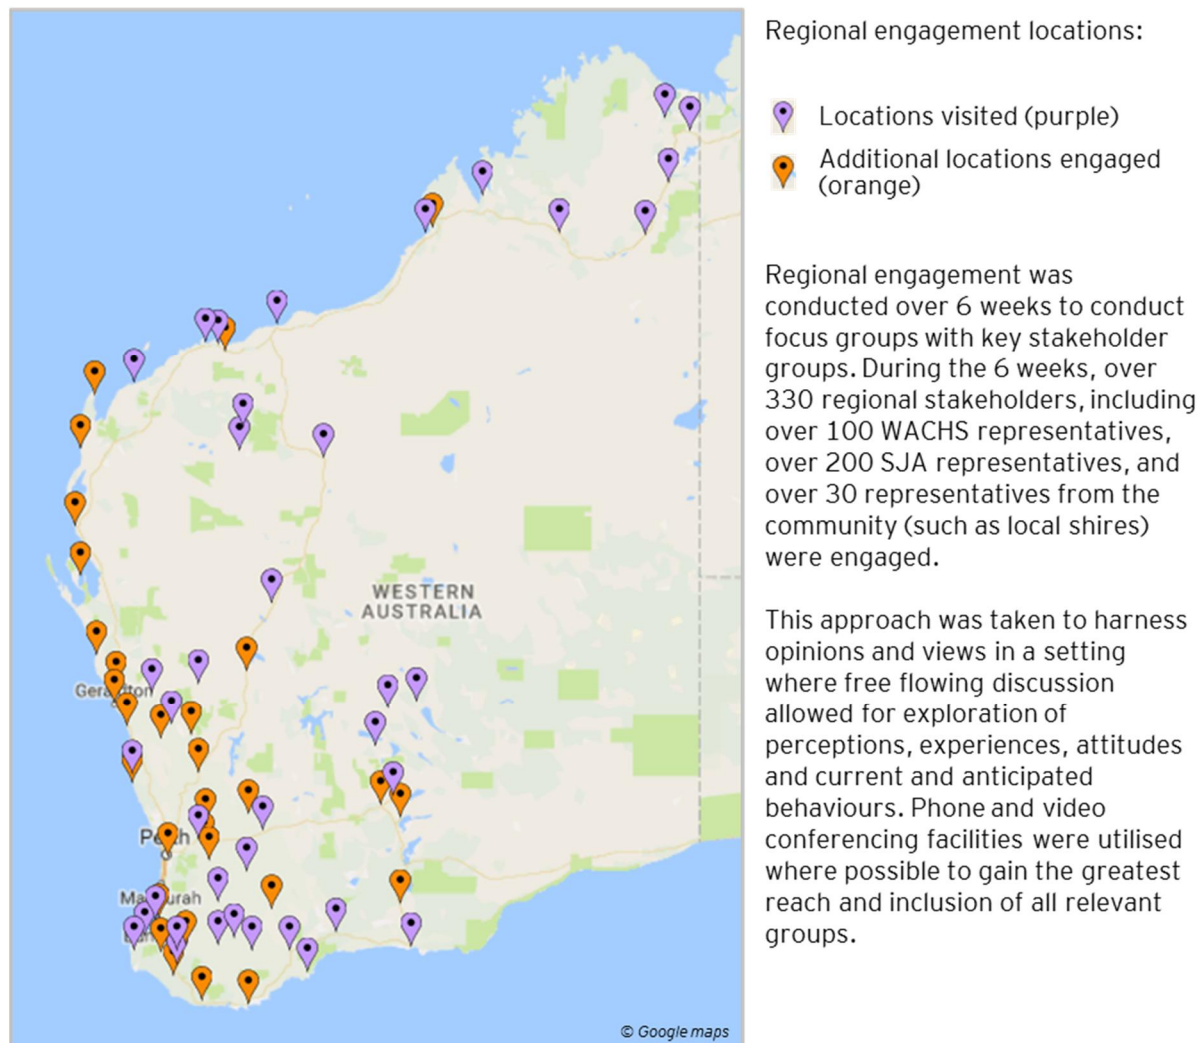 Regional engagement locations:
Locations visited (purple)
Additional locations engaged
(orange)
Regional engagement was
conducted over 6 weeks to conduct
focus groups with key stakeholder
groups. During the 6 weeks, over
330 regional stakeholders, including
over 100 WACHS representatives,
over 200 SJA representatives, and
over 30 representatives from the
community (such as local shires)
were engaged.
This approach was taken to harness
opinions and views in a setting
where free flowing discussion
allowed for exploration of
perceptions, experiences, attitudes
and current and anticipated
behaviours. Phone and video
conferencing facilities were utilised
where possible to gain the greatest
reach and inclusion of all relevant
groups.
WESTERN
AUSTRALIA
Geraldton
Perth
Mandurah
© Google maps